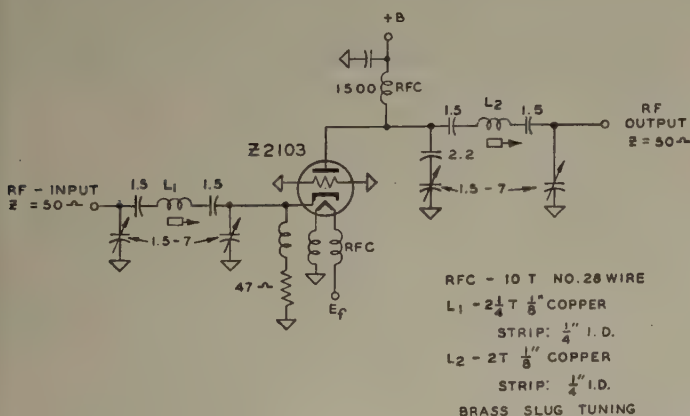 +B
1500 RFC
1.5 L2 1.5
RF
OUTPUT
Z = 50 Ω
Z2103
2.2
1.5 - 7
RF - INPUT
Z = 50 Ω
1.5 L1 1.5
1.5 - 7
RFC
47 Ω
Ef
RFC - 10 T NO. 28 WIRE
L1 - 2 1/4 T 1/8" COPPER
STRIP: 1/4" I.D.
L2 - 2T 1/8" COPPER
STRIP: 1/4" I.D.
BRASS SLUG TUNING